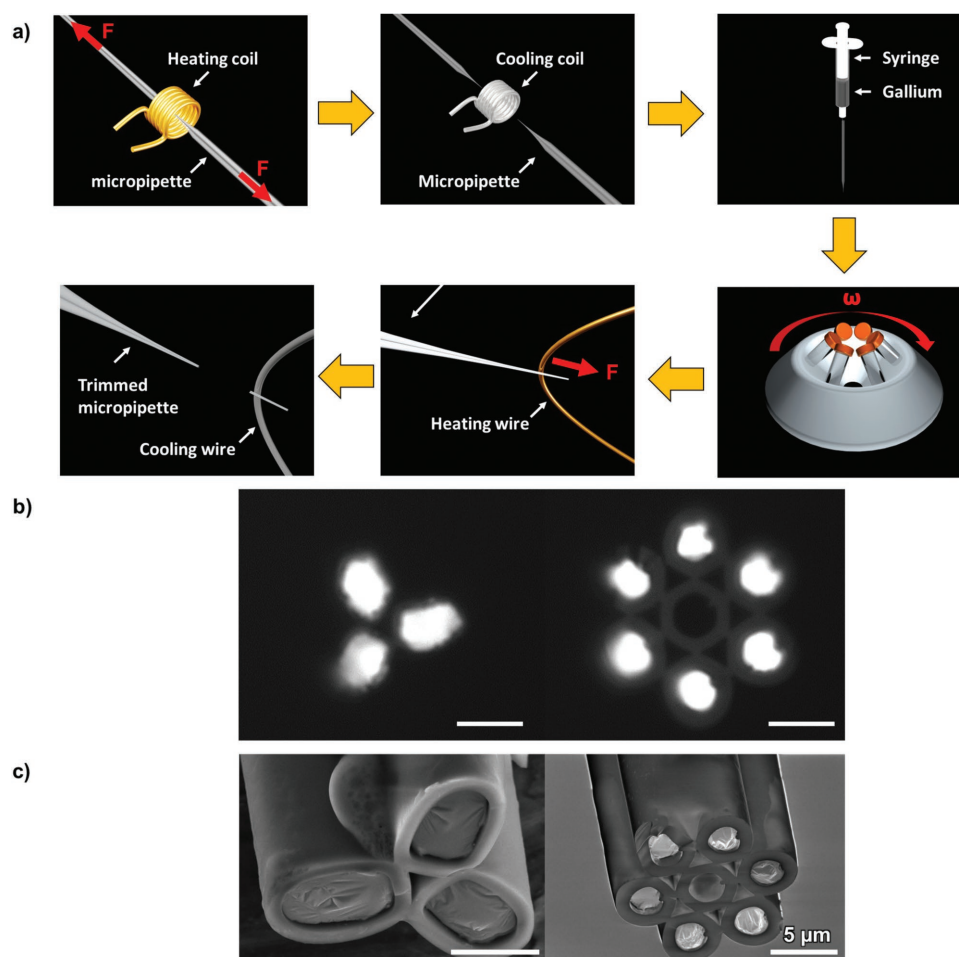 a)
F
Heating coil
F
micropipette
Cooling coil
Micropipette
Syringe
Gallium
Trimmed
micropipette
Cooling wire
F
Heating wire
ω
b)
c)
5 µm